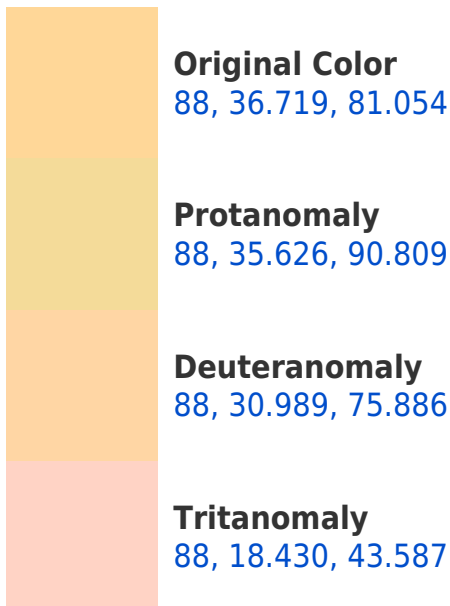 Original Color
88, 36.719, 81.054
Protanomaly
88, 35.626, 90.809
Deuteranomaly
88, 30.989, 75.886
Tritanomaly
88, 18.430, 43.587